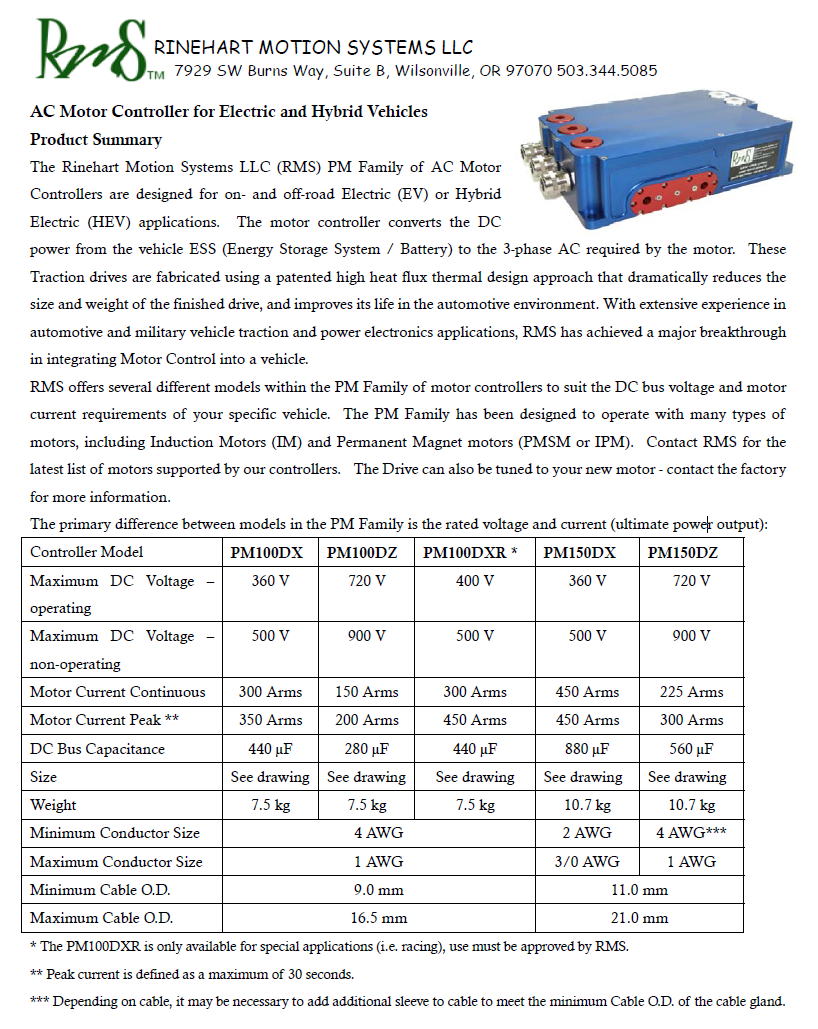 Rms TM
RINEHART MOTION SYSTEMS LLC
7929 SW Burns Way, Suite B, Wilsonville, OR 97070 503.344.5085
AC Motor Controller for Electric and Hybrid Vehicles
Product Summary
The Rinehart Motion Systems LLC (RMS) PM Family of AC Motor
Controllers are designed for on- and off-road Electric (EV) or Hybrid
Electric (HEV) applications. The motor controller converts the DC
power from the vehicle ESS (Energy Storage System / Battery) to the 3-phase AC required by the motor. These
Traction drives are fabricated using a patented high heat flux thermal design approach that dramatically reduces the
size and weight of the finished drive, and improves its life in the automotive environment. With extensive experience in
automotive and military vehicle traction and power electronics applications, RMS has achieved a major breakthrough
in integrating Motor Control into a vehicle.
RMS offers several different models within the PM Family of motor controllers to suit the DC bus voltage and motor
current requirements of your specific vehicle. The PM Family has been designed to operate with many types of
motors, including Induction Motors (IM) and Permanent Magnet motors (PMSM or IPM). Contact RMS for the
latest list of motors supported by our controllers. The Drive can also be tuned to your new motor - contact the factory
for more information.
The primary difference between models in the PM Family is the rated voltage and current (ultimate power output):
Controller Model PM100DX PM100DZ PM100DXR * PM150DX PM150DZ
Maximum DC Voltage – 360 V 720 V 400 V 360 V 720 V
operating
Maximum DC Voltage – 500 V 900 V 500 V 500 V 900 V
non-operating
Motor Current Continuous 300 Arms 150 Arms 300 Arms 450 Arms 225 Arms
Motor Current Peak ** 350 Arms 200 Arms 450 Arms 450 Arms 300 Arms
DC Bus Capacitance 440 µF 280 µF 440 µF 880 µF 560 µF
Size See drawing See drawing See drawing See drawing See drawing
Weight 7.5 kg 7.5 kg 7.5 kg 10.7 kg 10.7 kg
Minimum Conductor Size 4 AWG 2 AWG 4 AWG***
Maximum Conductor Size 1 AWG 3/0 AWG 1 AWG
Minimum Cable O.D. 9.0 mm 11.0 mm
Maximum Cable O.D. 16.5 mm 21.0 mm
* The PM100DXR is only available for special applications (i.e. racing), use must be approved by RMS.
** Peak current is defined as a maximum of 30 seconds.
*** Depending on cable, it may be necessary to add additional sleeve to cable to meet the minimum Cable O.D. of the cable gland.